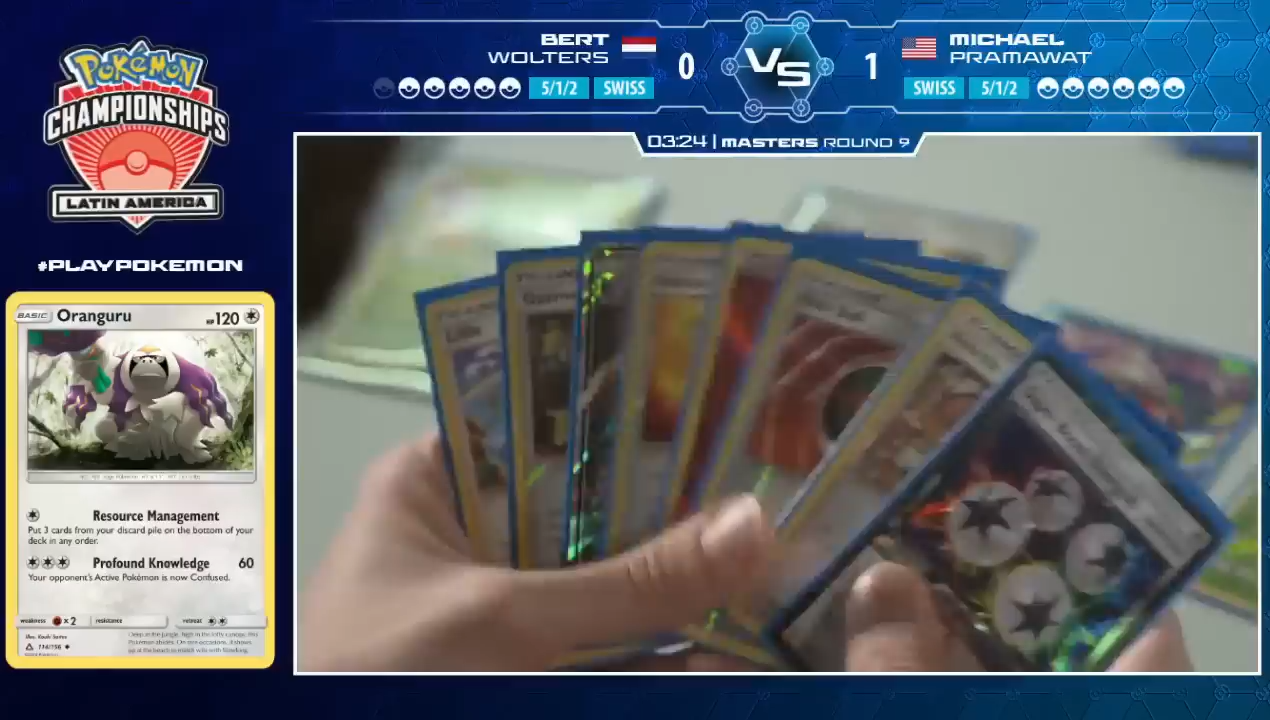 Pokémon
CHAMPIONSHIPS
LATIN AMERICA
#PLAYPOKEMON
BERT
WOLTERS
0
5/1/2
SWISS
VS
1
MICHAEL
PRAMAWAT
SWISS
5/1/2
03:24 | MASTERS ROUND 9
BASIC
Oranguru
HP 120
Resource Management
Put 3 cards from your discard pile on the bottom of your
deck in any order.
Profound Knowledge 60
Your opponent's Active Pokémon is now Confused.
weakness x2 resistance retreat
114/156